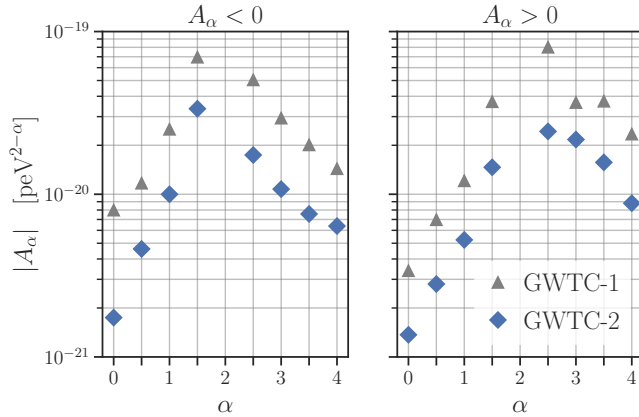 A_α < 0
A_α > 0
|A_α| [peV^{2−α}]
10^{−19}
10^{−20}
10^{−21}
0 1 2 3 4
0 1 2 3 4
α
α
GWTC-1
GWTC-2